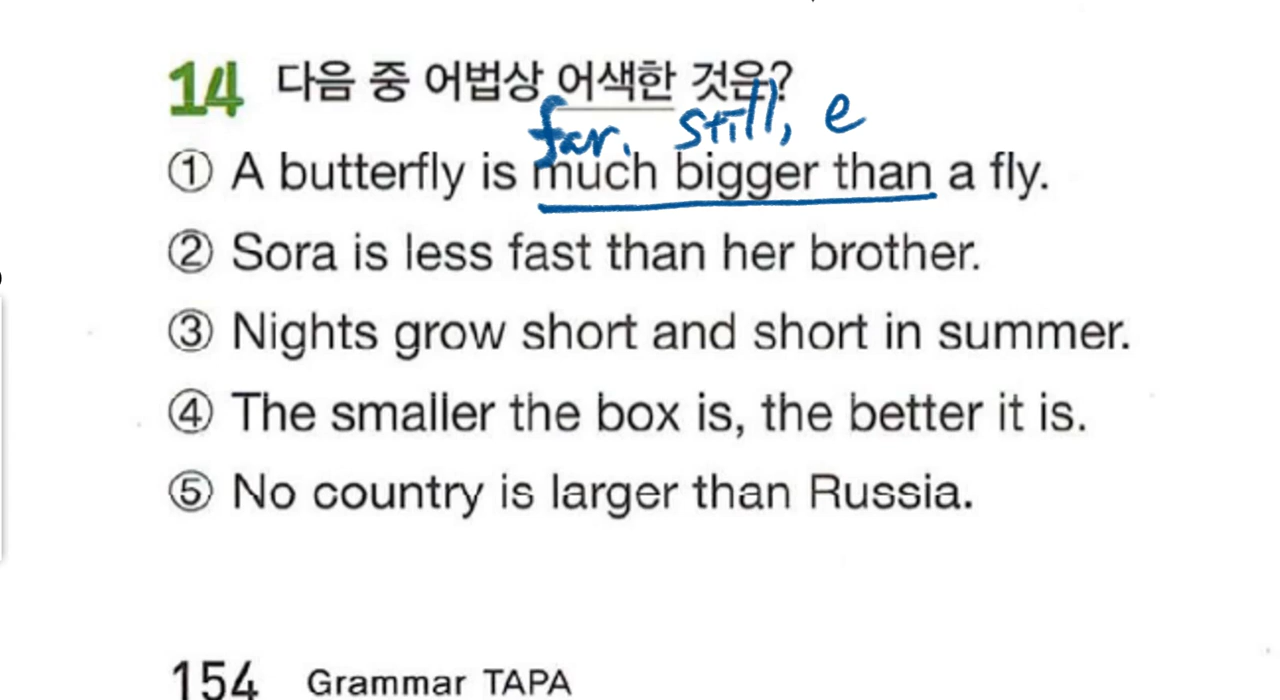 14 다음 중 어법상 어색한 것은?
far. still, e
① A butterfly is much bigger than a fly.
② Sora is less fast than her brother.
③ Nights grow short and short in summer.
④ The smaller the box is, the better it is.
⑤ No country is larger than Russia.
154 Grammar TAPA